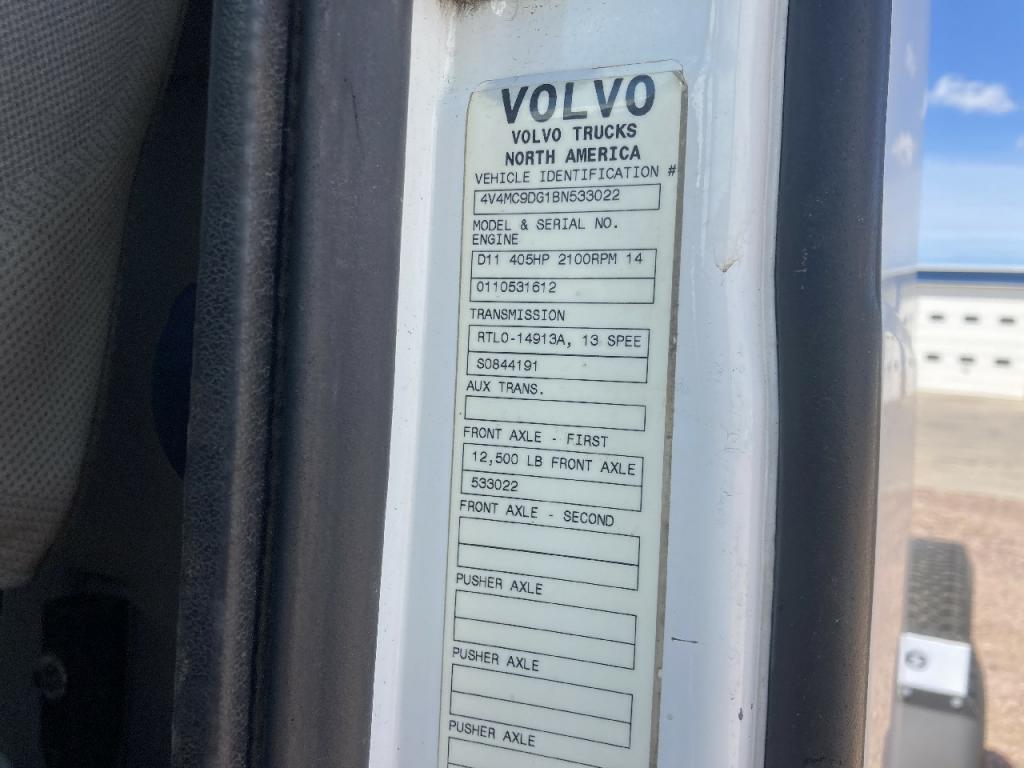 VOLVO
VOLVO TRUCKS
NORTH AMERICA
VEHICLE IDENTIFICATION #
4V4MC9DG1BN533022
MODEL & SERIAL NO.
ENGINE
D11 405HP 2100RPM 14
0110531612
TRANSMISSION
RTLO-14913A, 13 SPEE
S0844191
AUX TRANS.
FRONT AXLE - FIRST
12,500 LB FRONT AXLE
533022
FRONT AXLE - SECOND
PUSHER AXLE
PUSHER AXLE
PUSHER AXLE